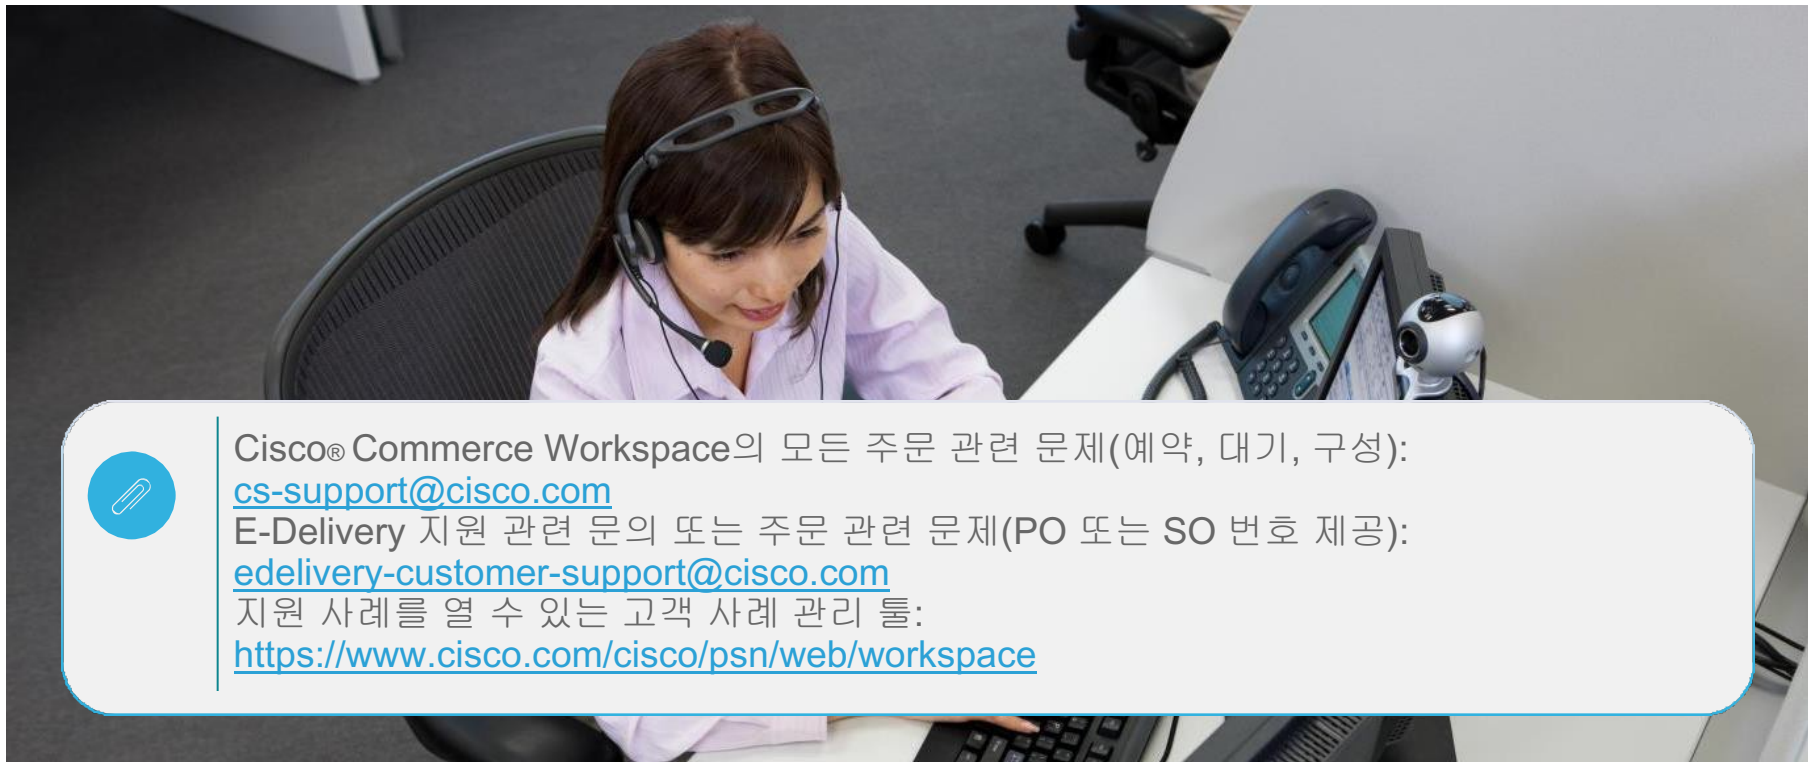 Cisco® Commerce Workspace의 모든 주문 관련 문제(예약, 대기, 구성):
cs-support@cisco.com
E-Delivery 지원 관련 문의 또는 주문 관련 문제(PO 또는 SO 번호 제공):
edelivery-customer-support@cisco.com
지원 사례를 열 수 있는 고객 사례 관리 툴:
https://www.cisco.com/cisco/psn/web/workspace